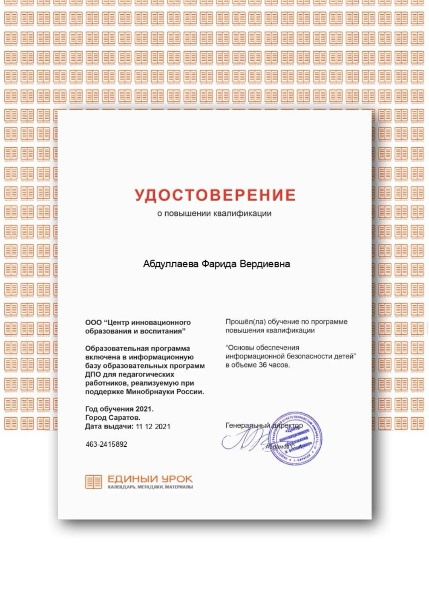 УДОСТОВЕРЕНИЕ
о повышении квалификации
Абдуллаева Фарида Вердиевна
ООО “Центр инновационного
образования и воспитания”
Образовательная программа
включена в информационную
базу образовательных программ
ДПО для педагогических
работников, реализуемую при
поддержке Минобрнауки России.
Год обучения 2021.
Город Саратов.
Дата выдачи: 11 12 2021
463-2415892
Прошёл(ла) обучение по программе
повышения квалификации
“Основы обеспечения
информационной безопасности детей”
в объеме 36 часов.
Генеральный директор
ЕДИНЫЙ УРОК
КАЛЕНДАРЬ, МЕТОДИКИ, МАТЕРИАЛЫ